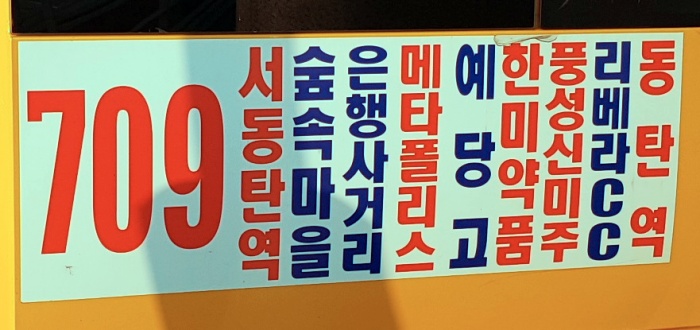 709
서동탄역
숲속마을
은행사거리
메타폴리스
예당고
한미약품
풍성신미주
리베라CC
동탄역